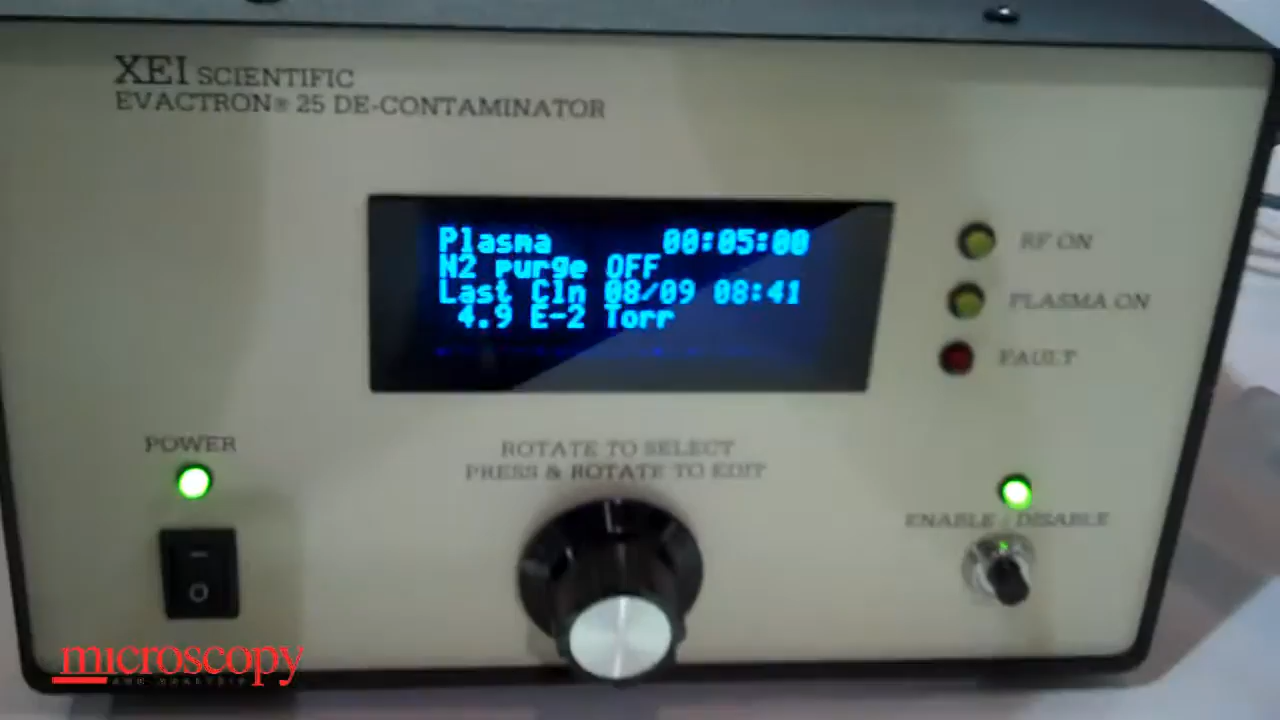 XEI SCIENTIFIC
EVACTRON® 25 DE-CONTAMINATOR
Plasma 00:05:00
N2 purge OFF
Last Cln 08/09 08:41
4.9 E-2 Torr
RF ON
PLASMA ON
FAULT
POWER
ROTATE TO SELECT
PRESS & ROTATE TO EDIT
ENABLE / DISABLE
microscopy
AND ANALYSIS